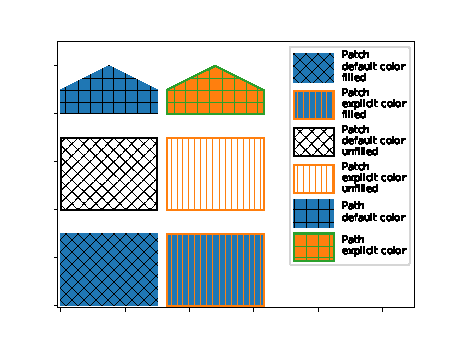 Patch
default color
filled
Patch
explicit color
filled
Patch
default color
unfilled
Patch
explicit color
unfilled
Path
default color
Path
explicit color